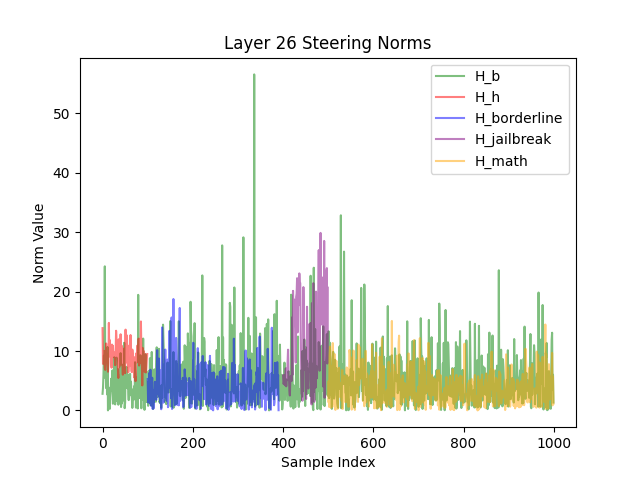 Layer 26 Steering Norms
H_b
H_h
H_borderline
H_jailbreak
H_math
Norm Value
50
40
30
20
10
0
0
200
400
600
800
1000
Sample Index